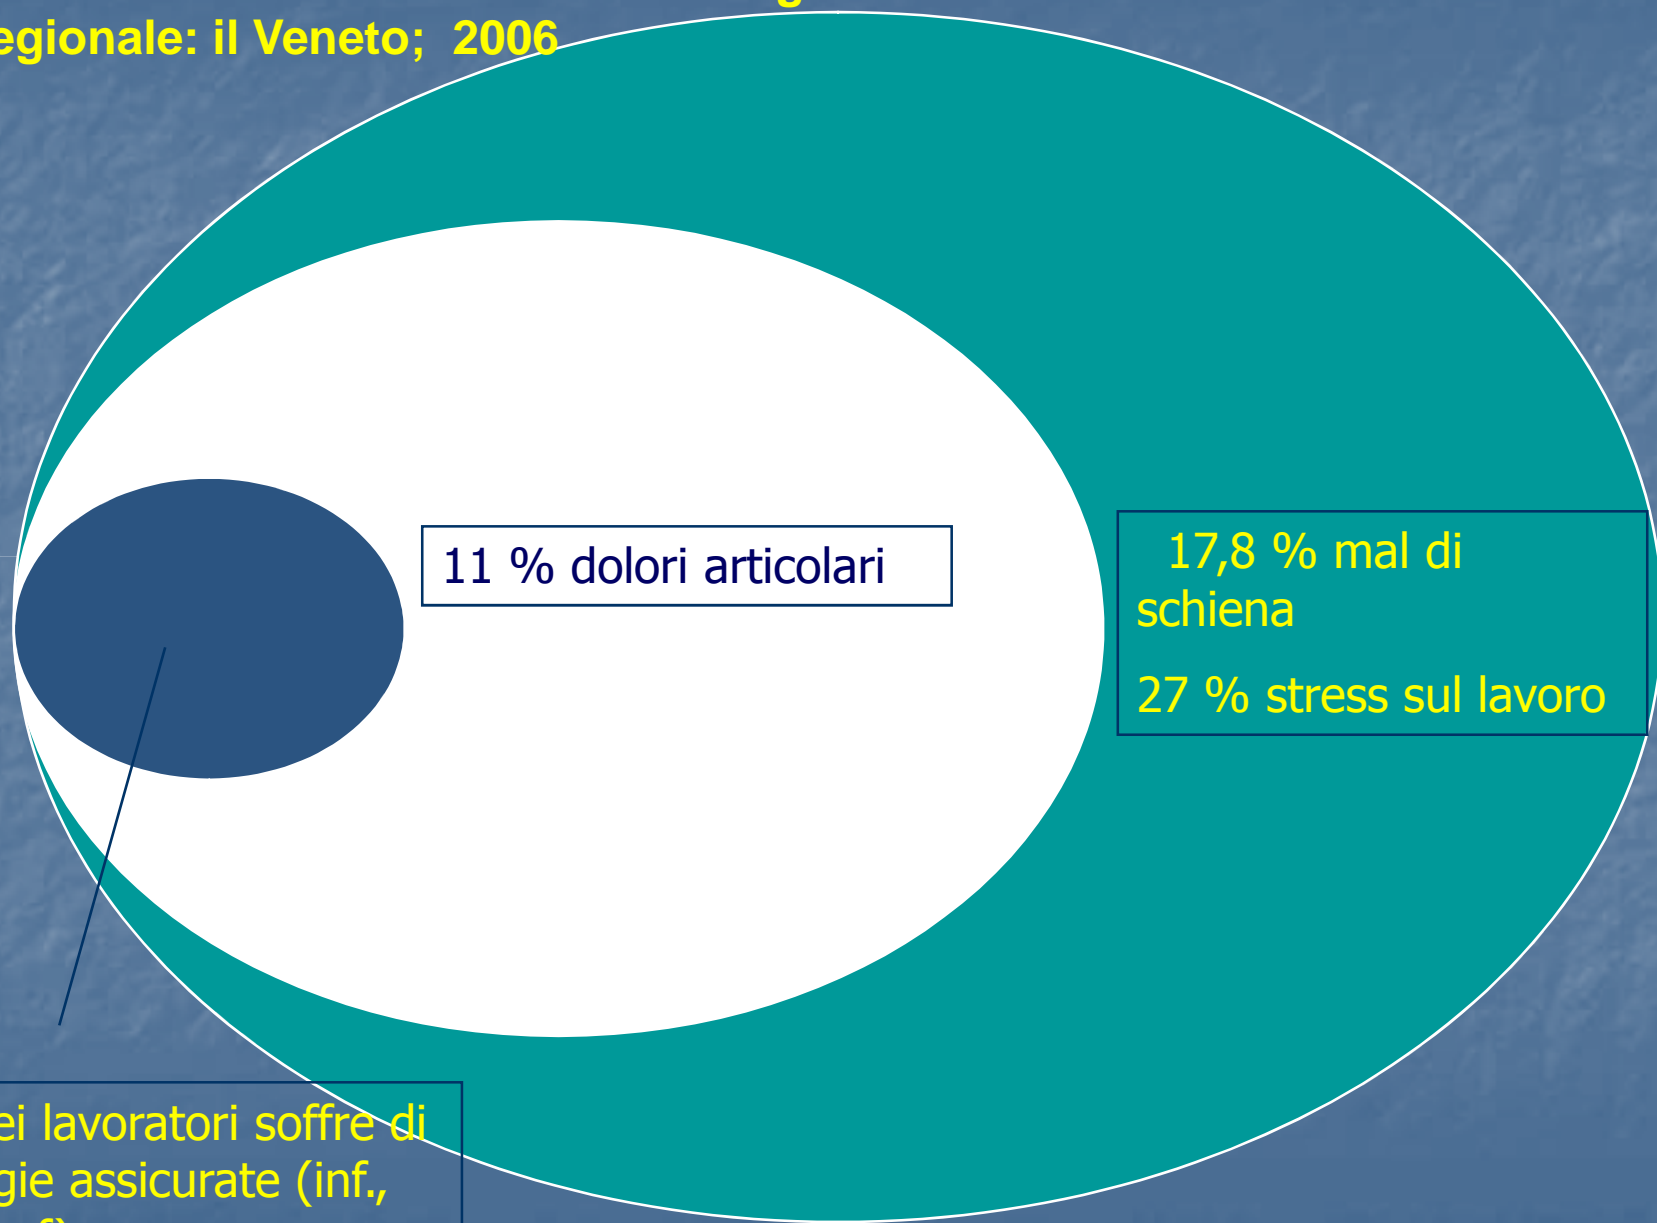 egionale: il Veneto; 2006
11 % dolori articolari
17,8 % mal di
schiena
27 % stress sul lavoro
ei lavoratori soffre di
gie assicurate (inf.,